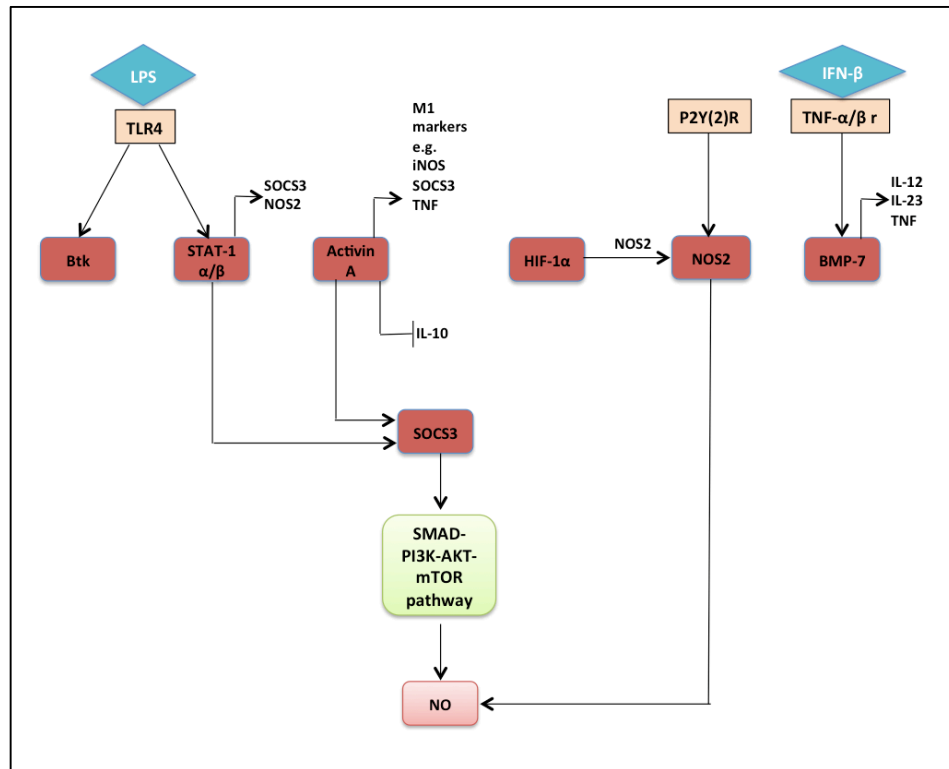 LPS
TLR4
Btk
STAT-1
α/β
SOCS3
NOS2
M1
markers
e.g.
iNOS
SOCS3
TNF
Activin
A
IL-10
SOCS3
SMAD-
PI3K-AKT-
mTOR
pathway
NO
P2Y(2)R
HIF-1α
NOS2
NOS2
IFN-β
TNF-α/β r
IL-12
IL-23
TNF
BMP-7